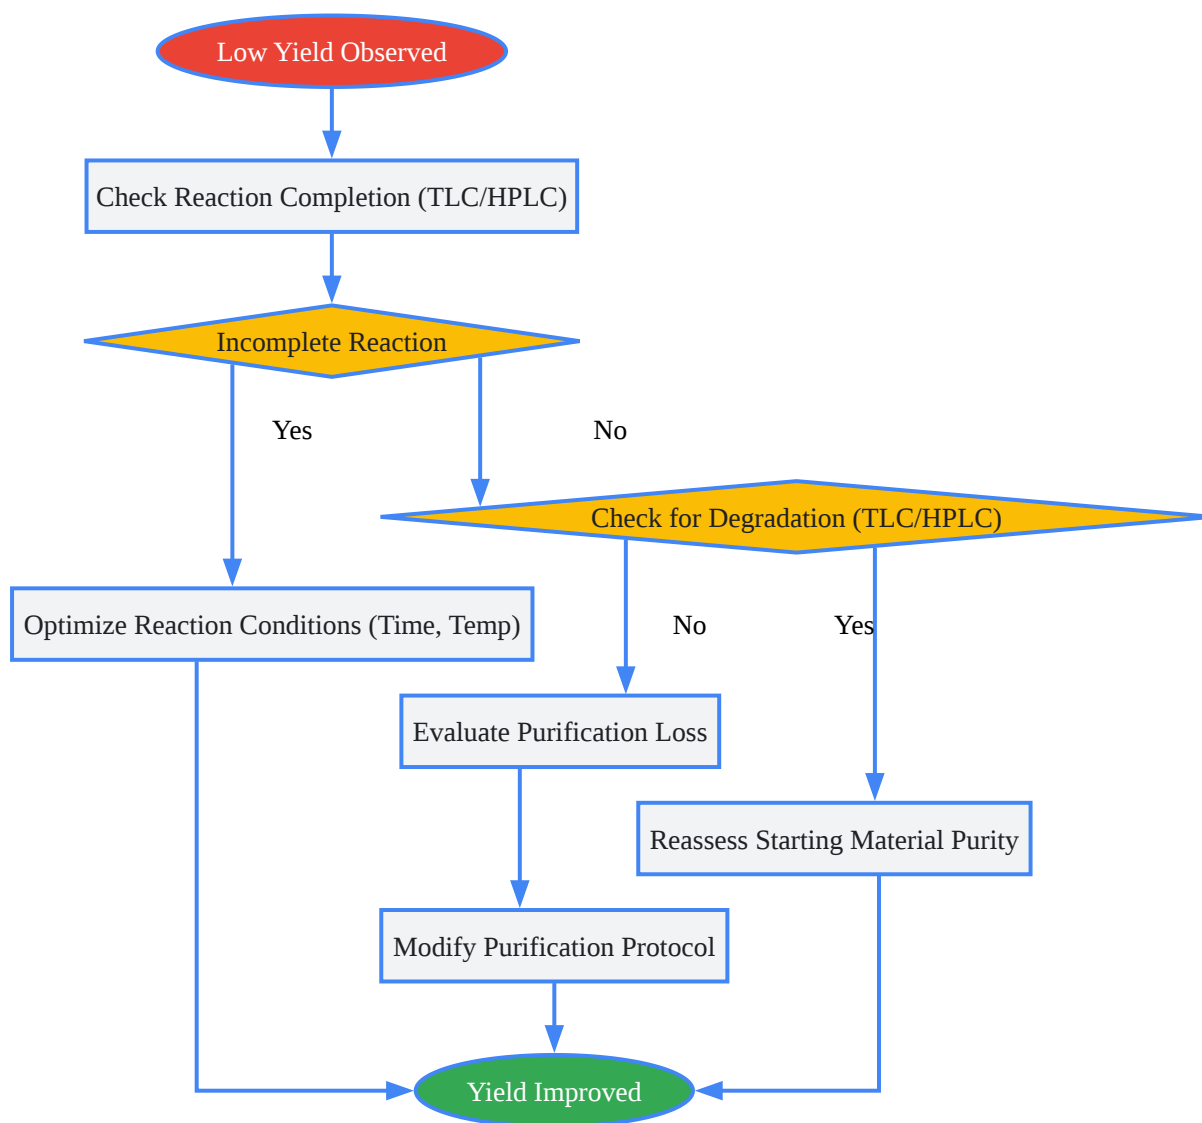 Low Yield Observed
Check Reaction Completion (TLC/HPLC)
Incomplete Reaction
Yes
No
Check for Degradation (TLC/HPLC)
Optimize Reaction Conditions (Time, Temp)
No
Yes
Evaluate Purification Loss
Reassess Starting Material Purity
Modify Purification Protocol
Yield Improved